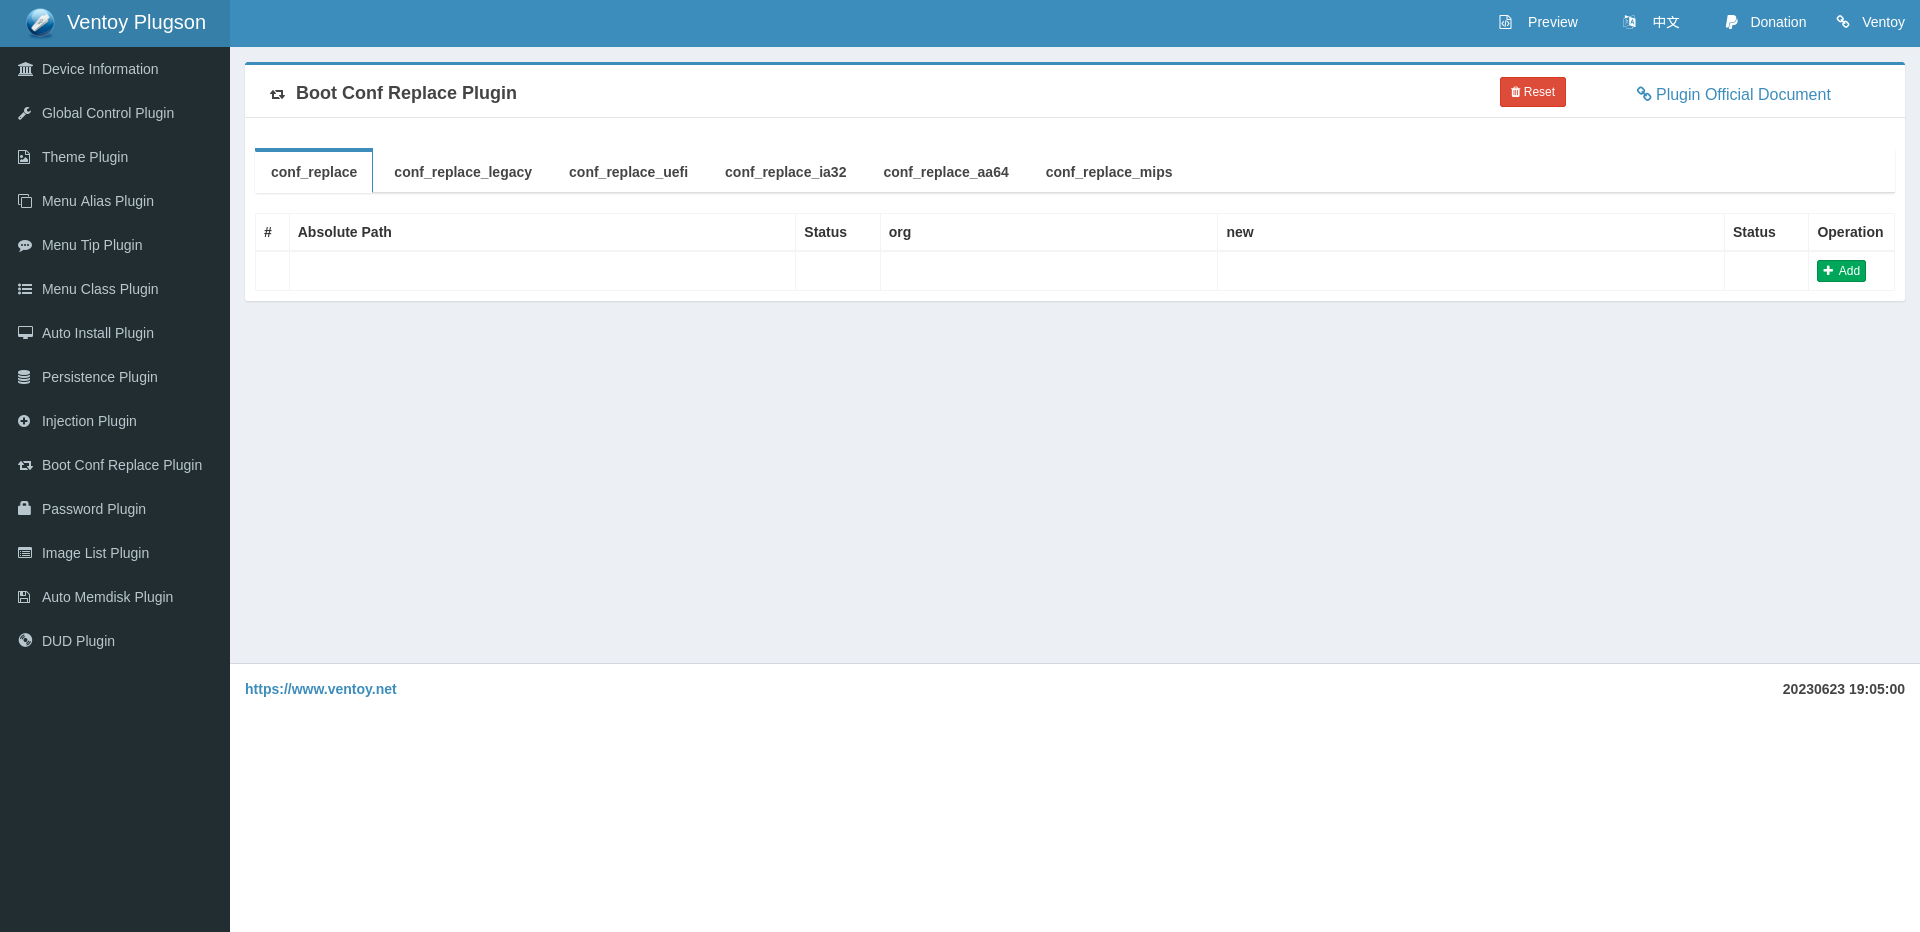 Ventoy Plugson
Preview
中文
Donation
Ventoy
Device Information
Global Control Plugin
Theme Plugin
Menu Alias Plugin
Menu Tip Plugin
Menu Class Plugin
Auto Install Plugin
Persistence Plugin
Injection Plugin
Boot Conf Replace Plugin
Password Plugin
Image List Plugin
Auto Memdisk Plugin
DUD Plugin
Boot Conf Replace Plugin
Reset
Plugin Official Document
conf_replace conf_replace_legacy conf_replace_uefi conf_replace_ia32 conf_replace_aa64 conf_replace_mips
# Absolute Path Status org new Status Operation
Add
https://www.ventoy.net
20230623 19:05:00